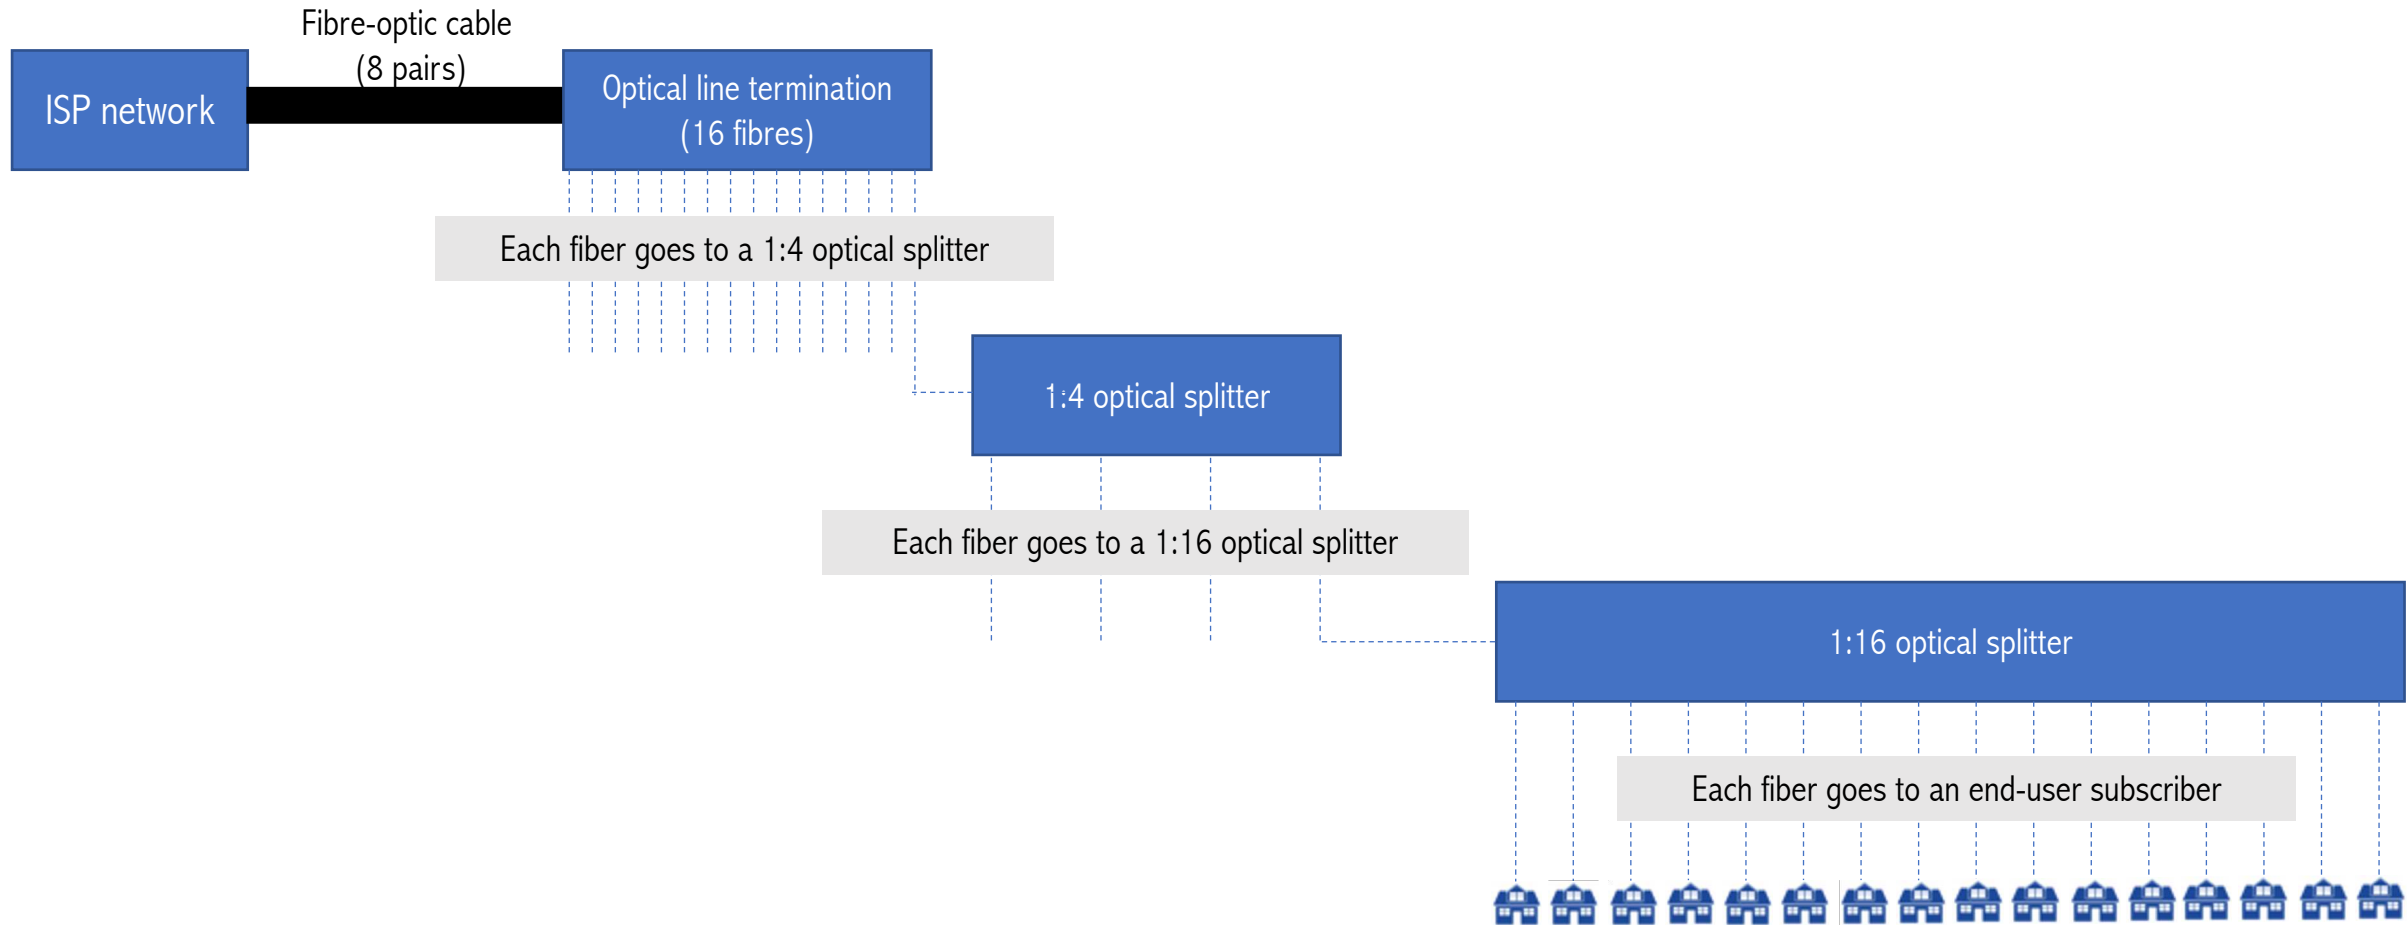 Fibre-optic cable
(8 pairs)
ISP network
Optical line termination
(16 fibres)
Each fiber goes to a 1:4 optical splitter
1:4 optical splitter
Each fiber goes to a 1:16 optical splitter
1:16 optical splitter
Each fiber goes to an end-user subscriber